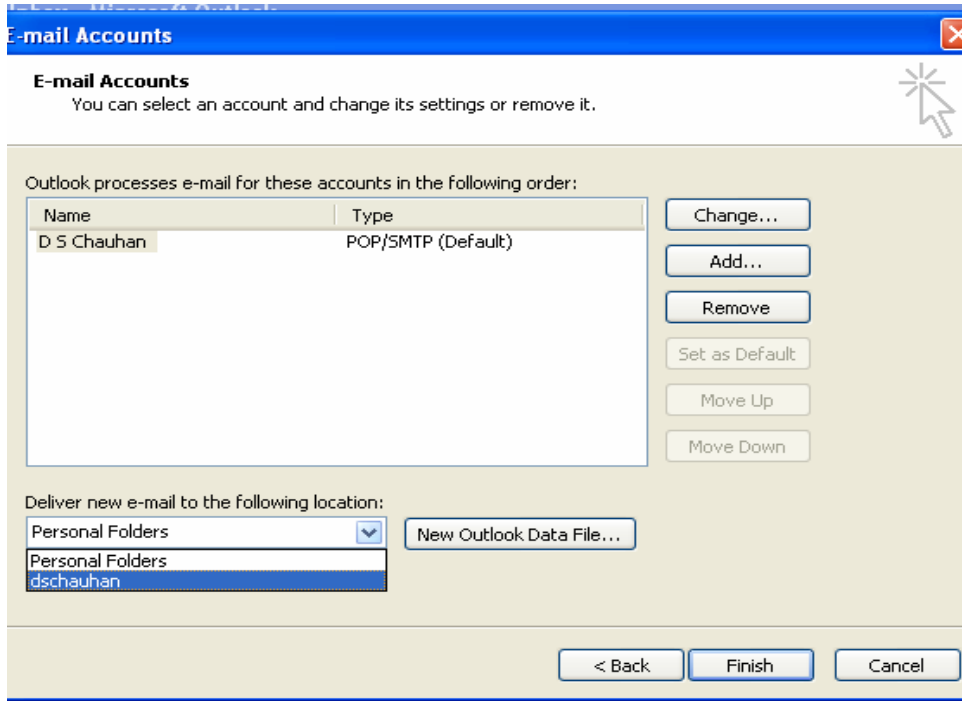 Inbox - Microsoft Outlook
E-mail Accounts
E-mail Accounts
You can select an account and change its settings or remove it.
Outlook processes e-mail for these accounts in the following order:
Name Type
D S Chauhan POP/SMTP (Default)
Change...
Add...
Remove
Set as Default
Move Up
Move Down
Deliver new e-mail to the following location:
Personal Folders
New Outlook Data File...
Personal Folders
dschauhan
< Back Finish Cancel